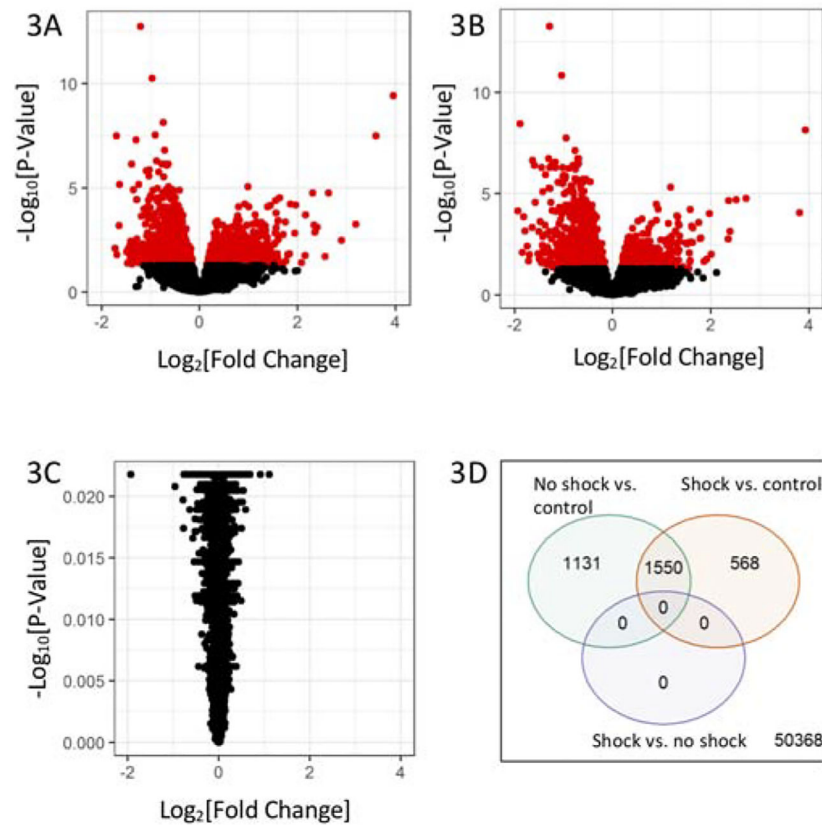 3A
-Log₁₀[P-Value]
10
5
0
-2 0 2 4
Log₂[Fold Change]
3B
-Log₁₀[P-Value]
10
5
0
-2 0 2 4
Log₂[Fold Change]
3C
-Log₁₀[P-Value]
0.020
0.015
0.010
0.005
0.000
-2 0 2 4
Log₂[Fold Change]
3D
No shock vs.
control
Shock vs. control
1131 1550 568
0
0 0
0
Shock vs. no shock 50368